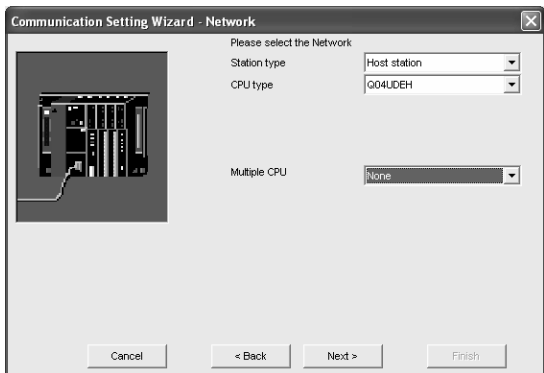 Communication Setting Wizard - Network
Please select the Network
Station type Host station
CPU type Q04UDEH
Multiple CPU None
Cancel < Back Next > Finish